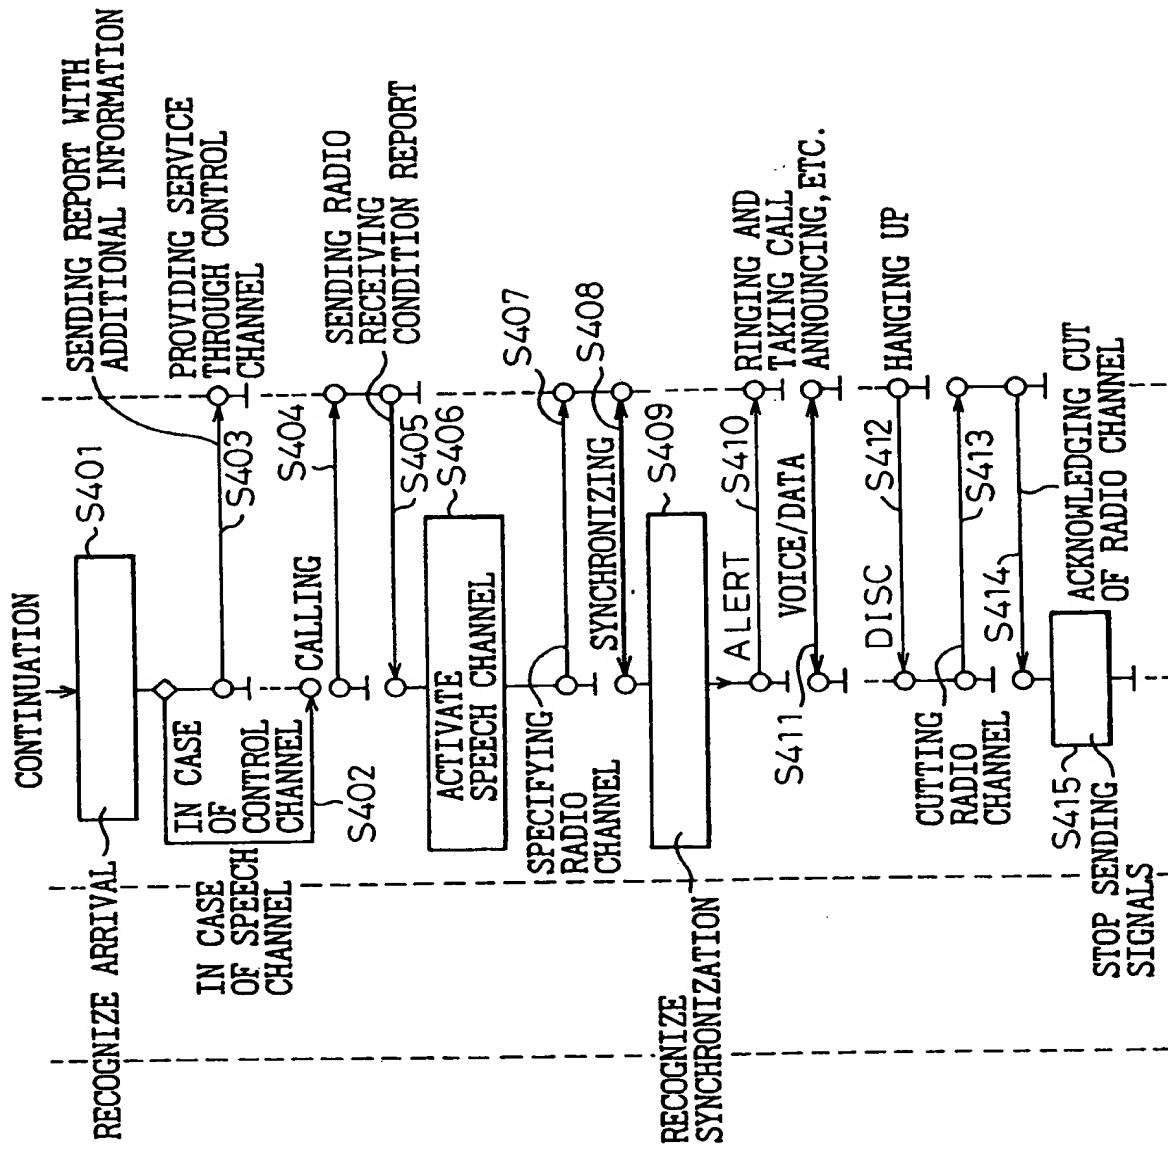 CONTINUATION
RECOGNIZE ARRIVAL
S401
SENDING REPORT WITH
ADDITIONAL INFORMATION
IN CASE
OF
CONTROL
CHANNEL
IN CASE
OF SPEECH
CHANNEL
S402
S403
PROVIDING SERVICE
THROUGH CONTROL
CHANNEL
CALLING
S404
SENDING RADIO
RECEIVING
CONDITION REPORT
S405
S406
ACTIVATE
SPEECH CHANNEL
SPECIFYING
RADIO
CHANNEL
S407
SYNCHRONIZING
S408
S409
RECOGNIZE
SYNCHRONIZATION
ALERT
S410
RINGING AND
TAKING CALL
S411
VOICE/DATA
ANNOUNCING,ETC.
DISC
S412
HANGING UP
CUTTING
RADIO
CHANNEL
S413
S414
ACKNOWLEDGING CUT
OF RADIO CHANNEL
S415
STOP SENDING
SIGNALS